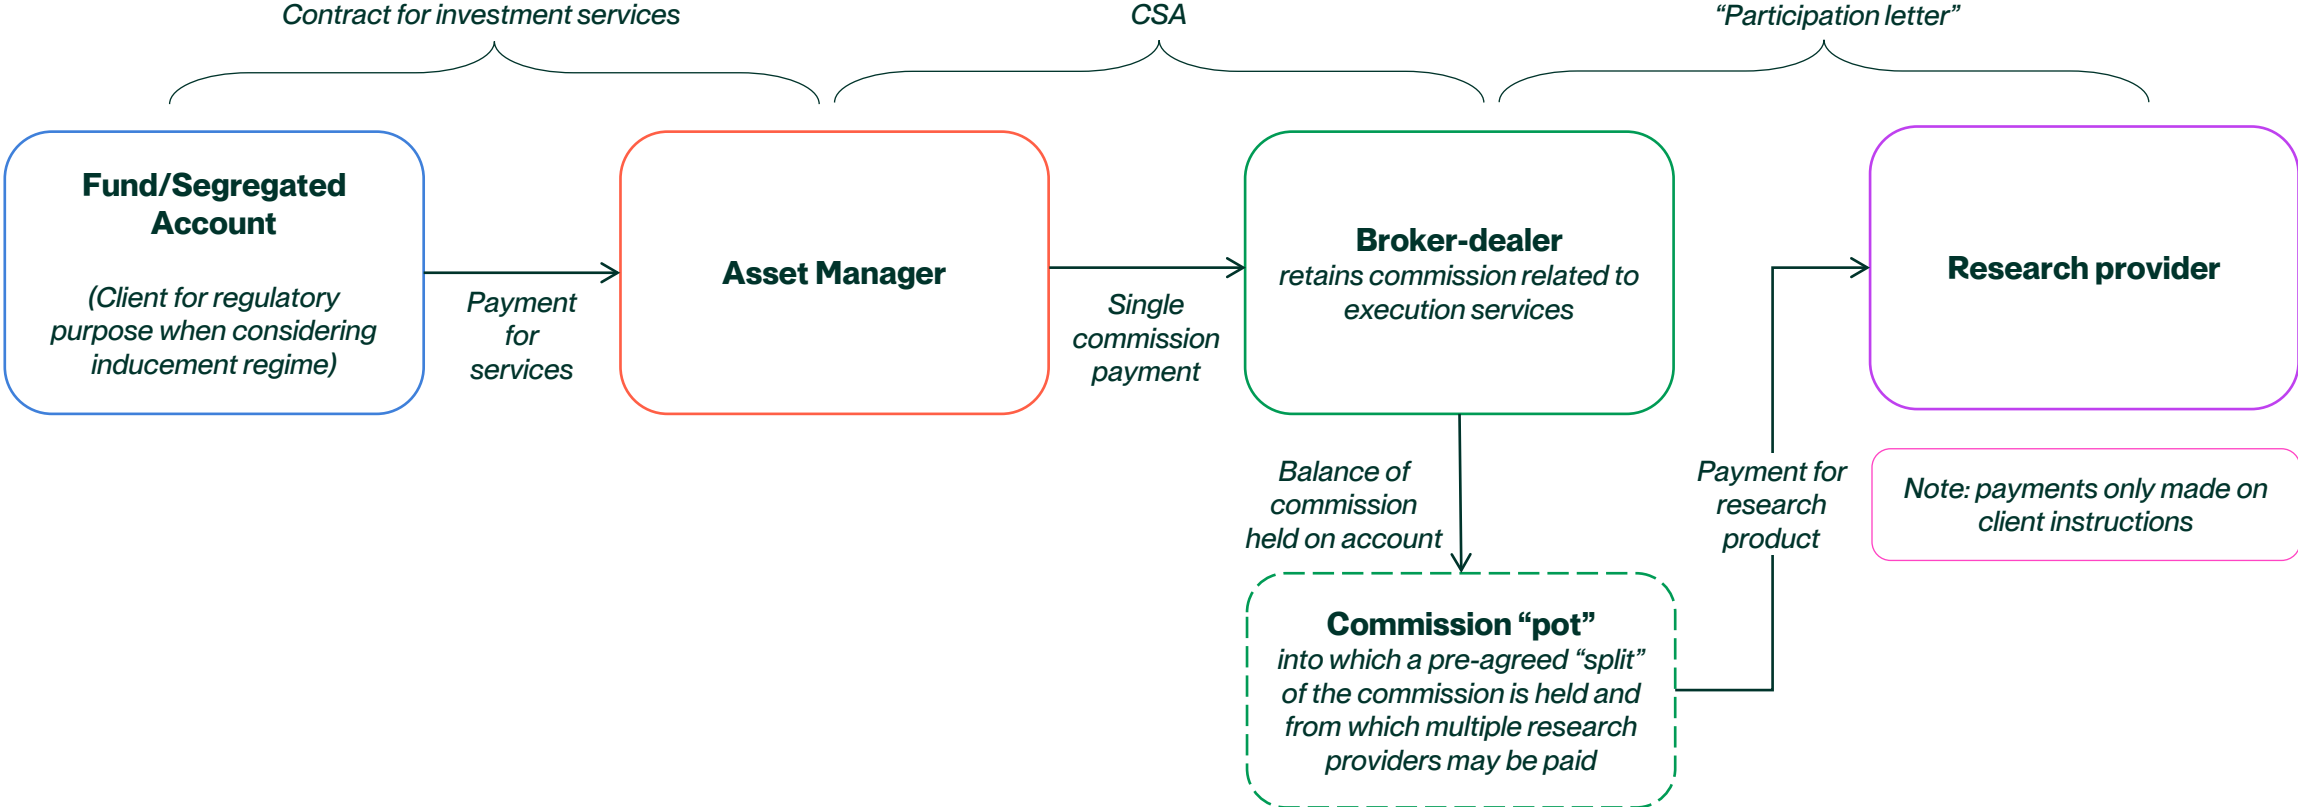 Contract for investment services
CSA
“Participation letter”
Fund/Segregated
Account
(Client for regulatory
purpose when considering
inducement regime)
Payment
for
services
Asset Manager
Single
commission
payment
Broker-dealer
retains commission related to
execution services
Research provider
Balance of
commission
held on account
Payment for
research
product
Note: payments only made on
client instructions
Commission “pot”
into which a pre-agreed “split”
of the commission is held and
from which multiple research
providers may be paid